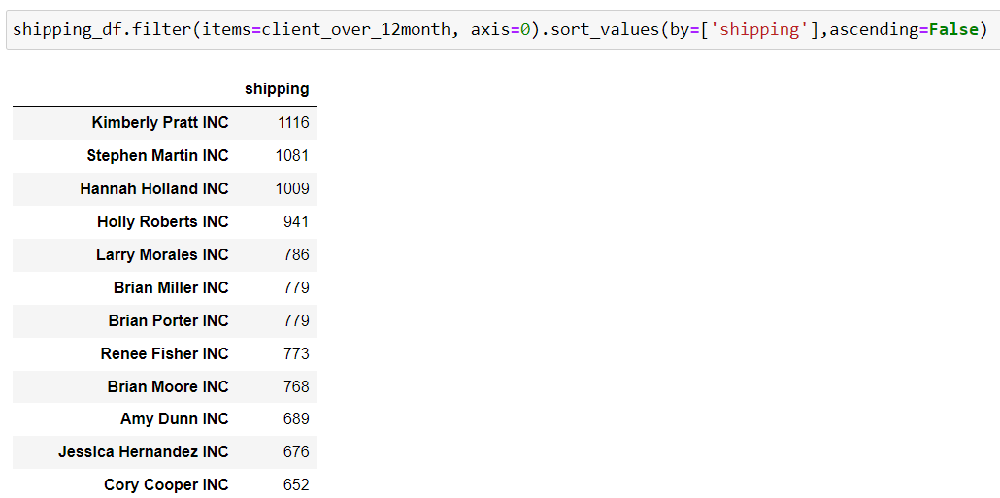 shipping_df.filter(items=client_over_12month, axis=0).sort_values(by=['shipping'],ascending=False)
shipping
Kimberly Pratt INC 1116
Stephen Martin INC 1081
Hannah Holland INC 1009
Holly Roberts INC 941
Larry Morales INC 786
Brian Miller INC 779
Brian Porter INC 779
Renee Fisher INC 773
Brian Moore INC 768
Amy Dunn INC 689
Jessica Hernandez INC 676
Cory Cooper INC 652